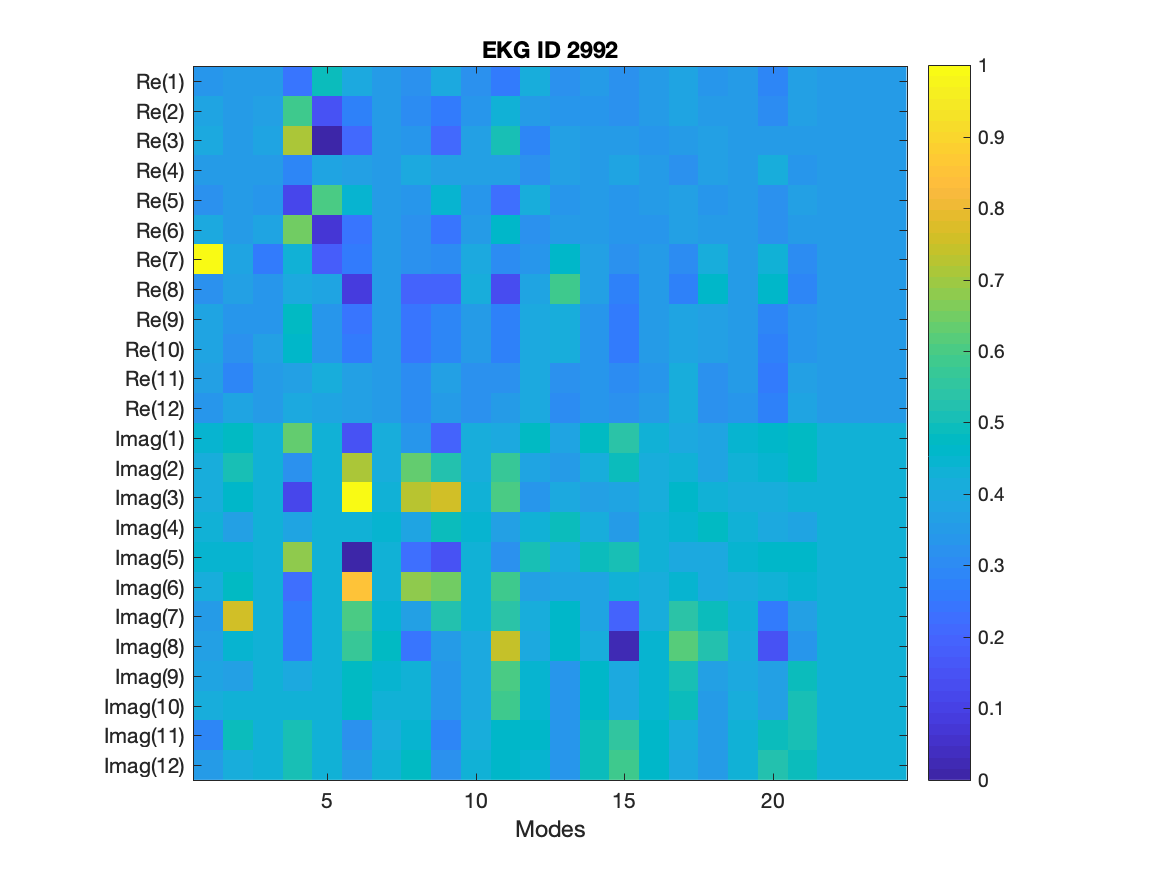 EKG ID 2992
Re(1)
Re(2)
Re(3)
Re(4)
Re(5)
Re(6)
Re(7)
Re(8)
Re(9)
Re(10)
Re(11)
Re(12)
Imag(1)
Imag(2)
Imag(3)
Imag(4)
Imag(5)
Imag(6)
Imag(7)
Imag(8)
Imag(9)
Imag(10)
Imag(11)
Imag(12)
5 10 15 20
Modes
1
0.9
0.8
0.7
0.6
0.5
0.4
0.3
0.2
0.1
0